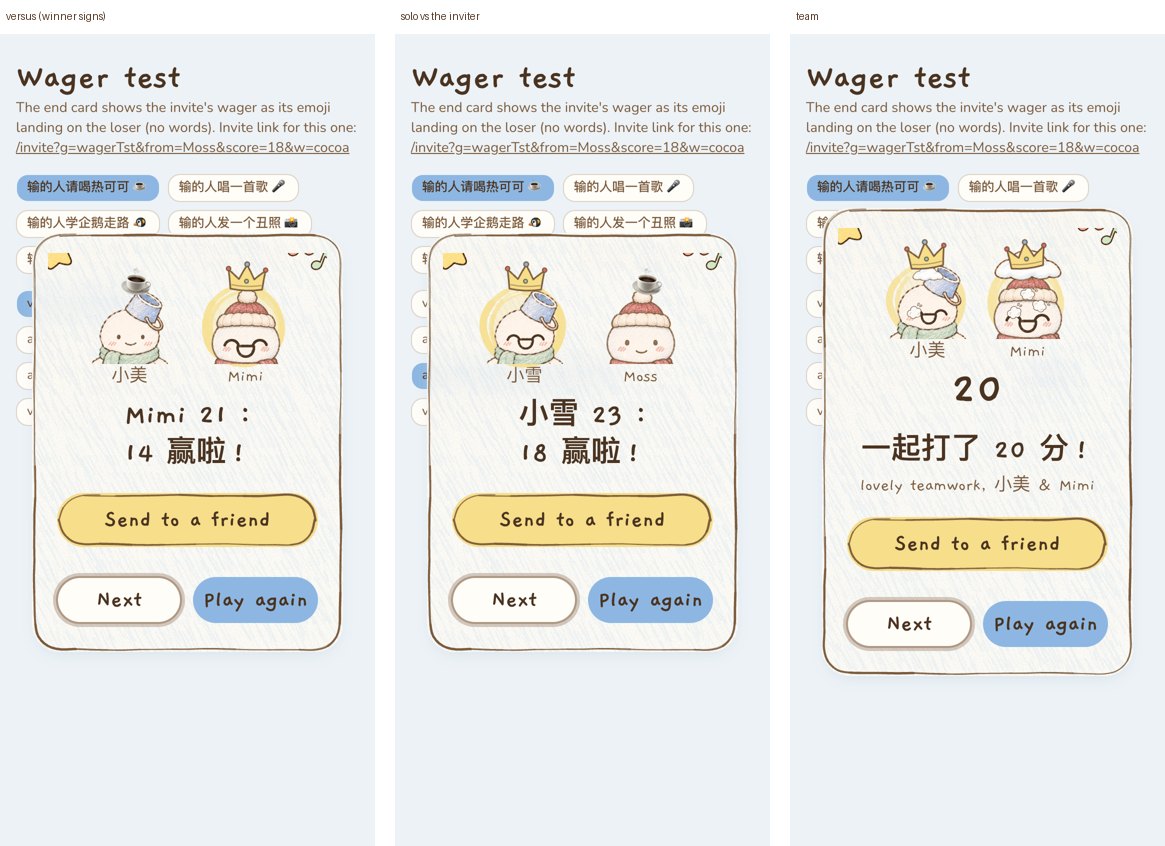 versus (winner signs)
Wager test
The end card shows the invite's wager as its emoji
landing on the loser (no words). Invite link for this one:
/invite?g=wagerTst&from=Moss&score=18&w=cocoa
输的人请喝热可可 ☕
输的人唱一首歌 🎤
输的人学企鹅走路 🐧
输的人发一个丑照 📸
小美
Mimi
Mimi 21 :
14 赢啦!
Send to a friend
Next
Play again
solo vs the inviter
Wager test
The end card shows the invite's wager as its emoji
landing on the loser (no words). Invite link for this one:
/invite?g=wagerTst&from=Moss&score=18&w=cocoa
输的人请喝热可可 ☕
输的人唱一首歌 🎤
输的人学企鹅走路 🐧
输的人发一个丑照 📸
小雪
Moss
小雪 23 :
18 赢啦!
Send to a friend
Next
Play again
team
Wager test
The end card shows the invite's wager as its emoji
landing on the loser (no words). Invite link for this one:
/invite?g=wagerTst&from=Moss&score=18&w=cocoa
输的人请喝热可可 ☕
输的人唱一首歌 🎤
小美
Mimi
20
一起打了 20 分!
lovely teamwork, 小美 & Mimi
Send to a friend
Next
Play again